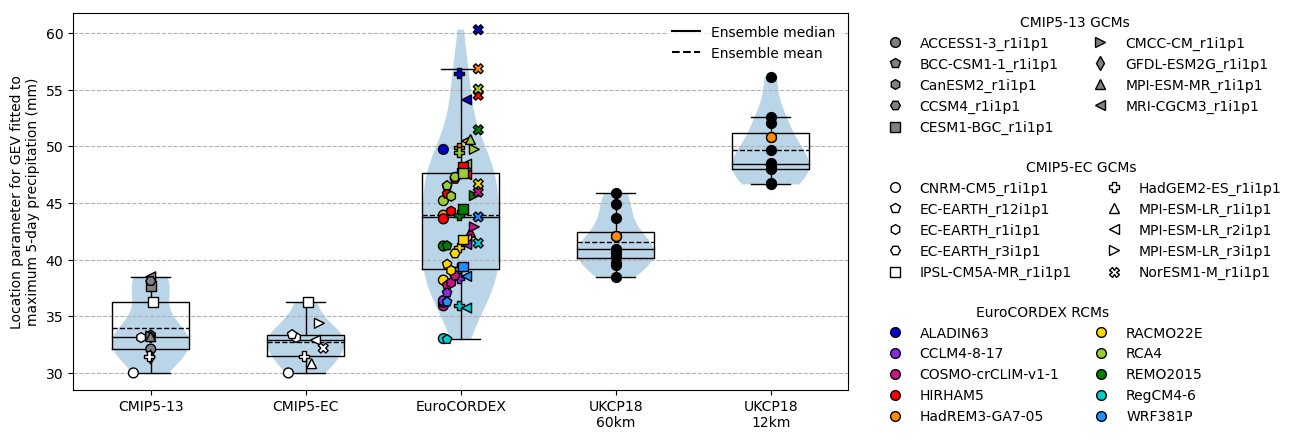 Location parameter for GEV fitted to
maximum 5-day precipitation (mm)
60
55
50
45
40
35
30
Ensemble median
Ensemble mean
CMIP5-13
CMIP5-EC
EuroCORDEX
UKCP18
60km
UKCP18
12km
CMIP5-13 GCMs
ACCESS1-3_r1i1p1
BCC-CSM1-1_r1i1p1
CanESM2_r1i1p1
CCSM4_r1i1p1
CESM1-BGC_r1i1p1
CMCC-CM_r1i1p1
GFDL-ESM2G_r1i1p1
MPI-ESM-MR_r1i1p1
MRI-CGCM3_r1i1p1
CMIP5-EC GCMs
CNRM-CM5_r1i1p1
EC-EARTH_r12i1p1
EC-EARTH_r1i1p1
EC-EARTH_r3i1p1
IPSL-CM5A-MR_r1i1p1
HadGEM2-ES_r1i1p1
MPI-ESM-LR_r1i1p1
MPI-ESM-LR_r2i1p1
MPI-ESM-LR_r3i1p1
NorESM1-M_r1i1p1
EuroCORDEX RCMs
ALADIN63
CCLM4-8-17
COSMO-crCLIM-v1-1
HIRHAM5
HadREM3-GA7-05
RACMO22E
RCA4
REMO2015
RegCM4-6
WRF381P